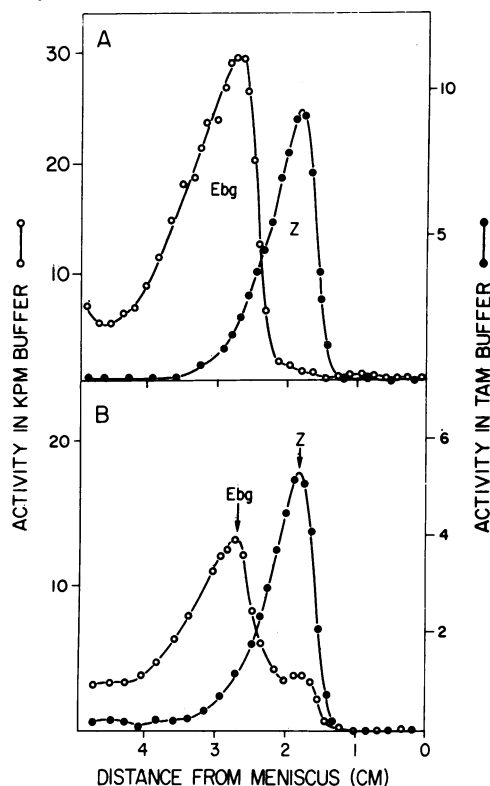 A
30
20
10
10
5
Ebg
Z
B
20
10
6
4
2
Ebg
Z
4 3 2 1 0
DISTANCE FROM MENISCUS (CM)
ACTIVITY IN KPM BUFFER
ACTIVITY IN TAM BUFFER